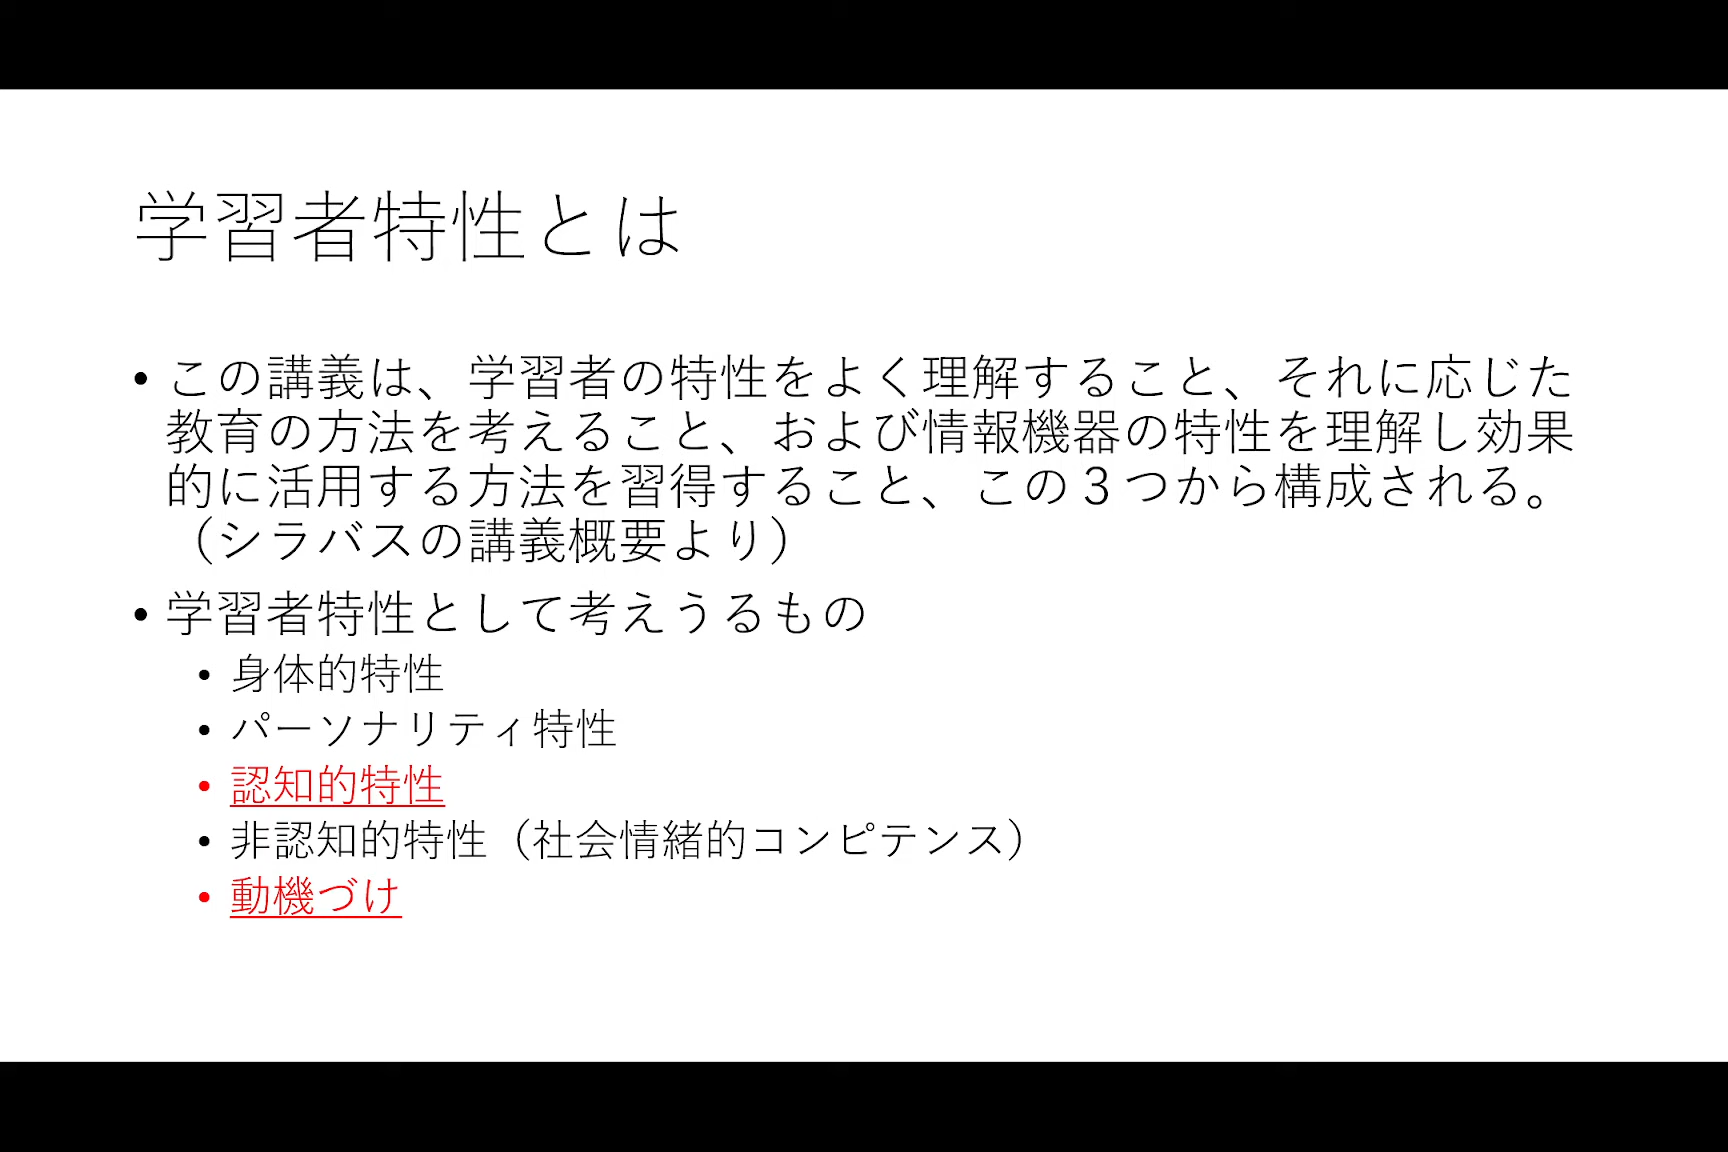 学習者特性とは
• この講義は、学習者の特性をよく理解すること、それに応じた
教育の方法を考えること、および情報機器の特性を理解し効果
的に活用する方法を習得すること、この３つから構成される。
（シラバスの講義概要より）
• 学習者特性として考えうるもの
• 身体的特性
• パーソナリティ特性
• 認知的特性
• 非認知的特性（社会情緒的コンピテンス）
• 動機づけ